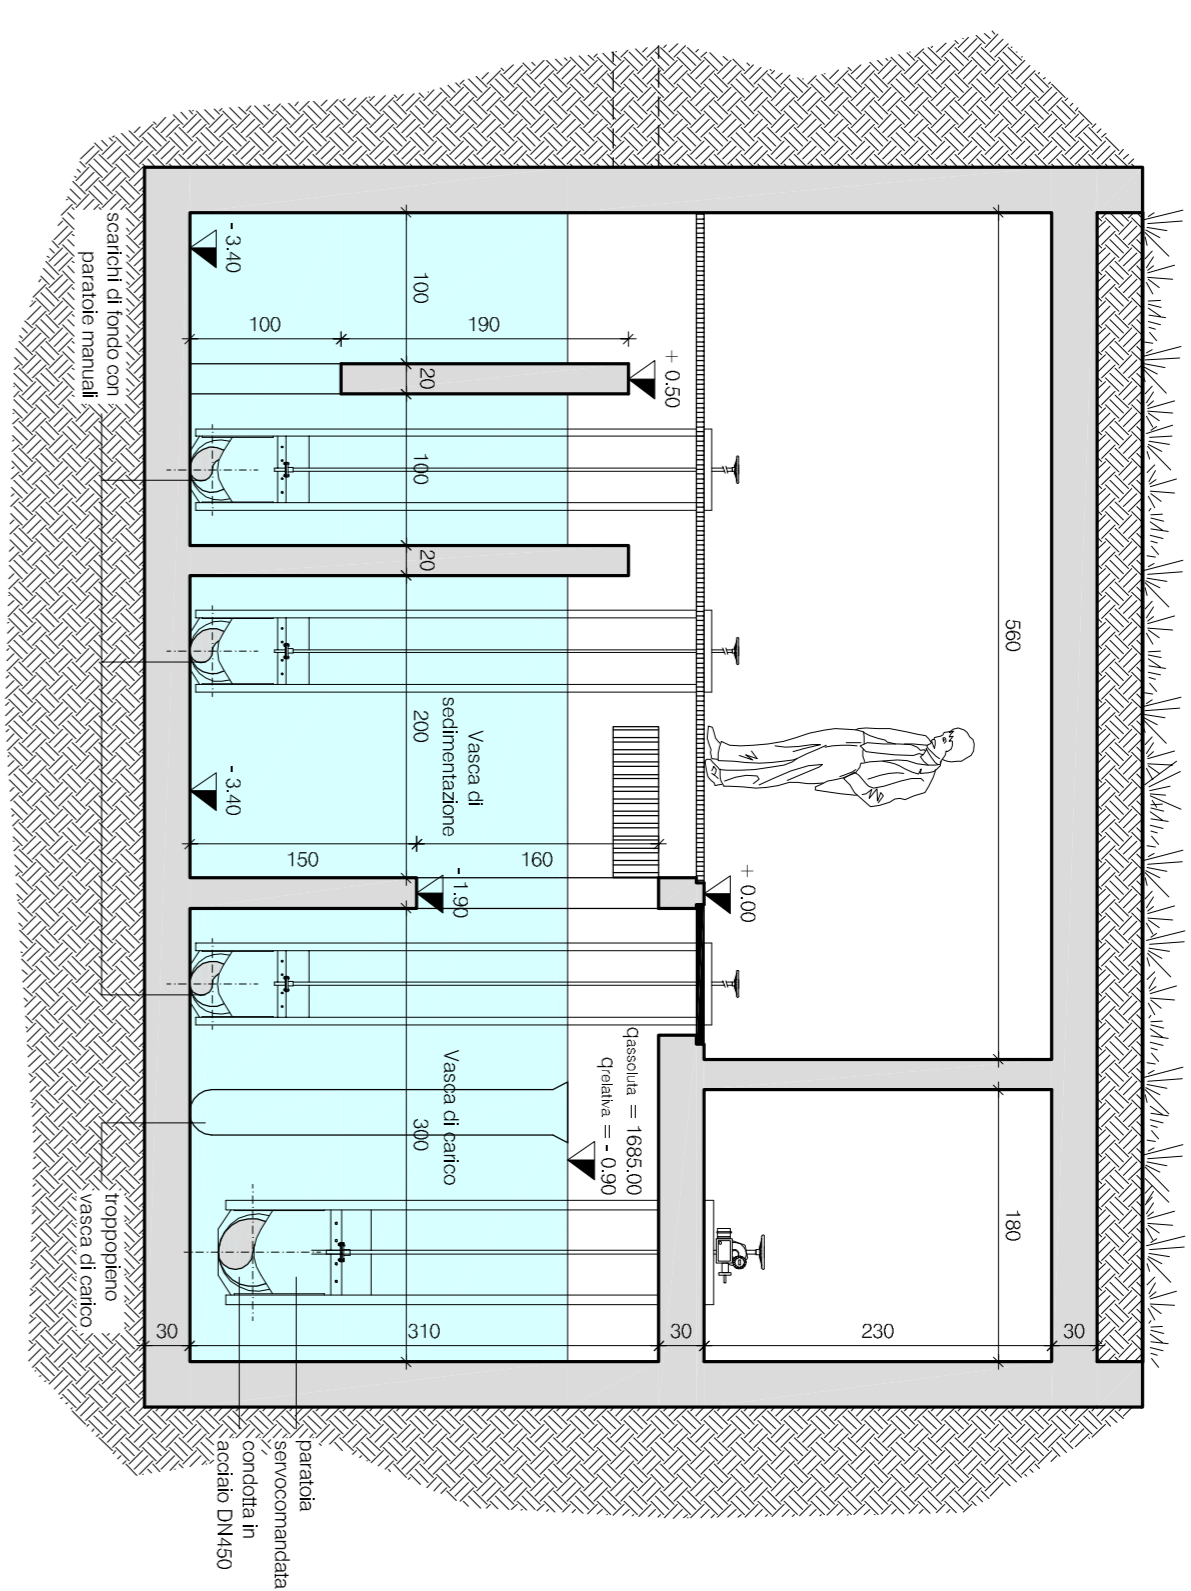 - 3.40
scarichi di fondo con
paratoie manuali
100
100
190
20
+ 0.50
100
20
560
Vasca di
sedimentazione
200
- 3.40
150
160
- 1.90
+ 0.00
qassoluta = 1685.00
qrelativa = - 0.90
Vasca di carico
300
180
troppopieno
vasca di carico
30
310
30
230
30
paratoia
servocomandata
condotta in
acciaio DN450